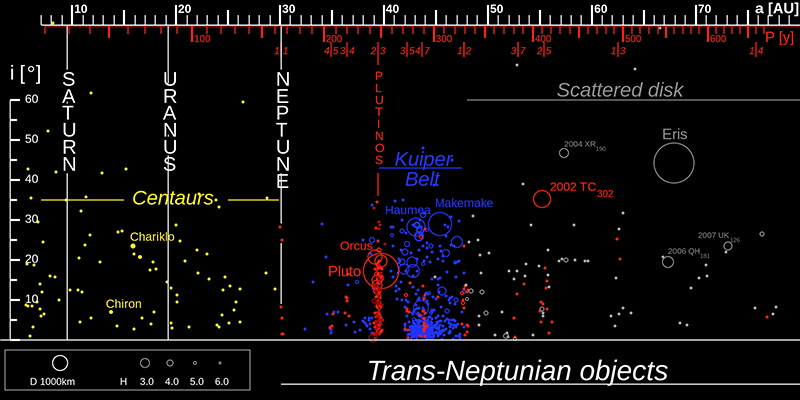 |10 |20 |30 |40 |50 |60 |70 a [AU]
|100 |200 |300 |400 |500 |600 P [y]
1:1 4:5 3:4 2:3 3:5 4:7 1:2 3:7 2:5 1:3 1:4
i [°]
SATURN
URANUS
NEPTUNE
PLUTINOS
Scattered disk
60
50
40
30
20
10
Eris
2004 XR190
Kuiper
Belt
2002 TC302
Centaurs
Haumea
Makemake
Chariklo
Orcus
2007 UK126
2006 QH181
Pluto
Chiron
D 1000km H 3.0 4.0 5.0 6.0
Trans-Neptunian objects